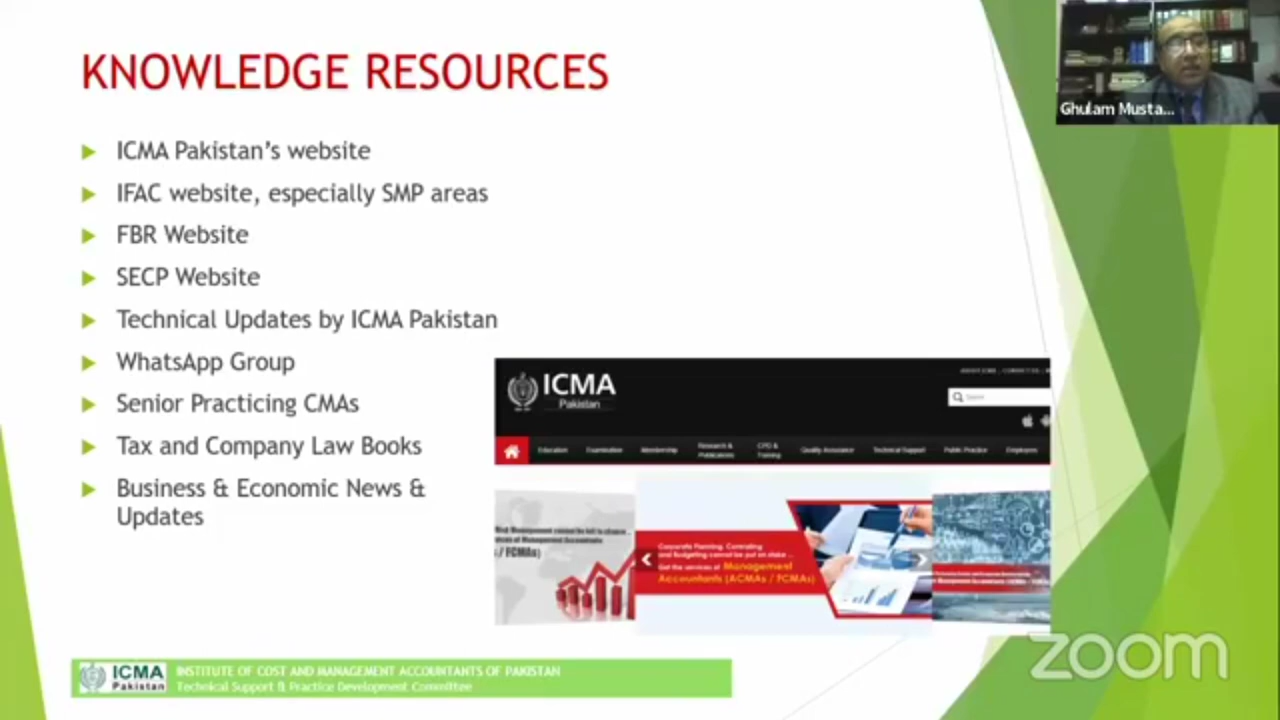 KNOWLEDGE RESOURCES
Ghulam Musta...
ICMA Pakistan's website
IFAC website, especially SMP areas
FBR Website
SECP Website
Technical Updates by ICMA Pakistan
WhatsApp Group
Senior Practicing CMAs
Tax and Company Law Books
Business & Economic News &
Updates
ICMA
Pakistan
Search
Education Examination Membership Research & Publications CPD & Training Quality Assurance Technical Support Public Practice Employers
/ FCMAs)
Corporate Planning, Controlling
and Budgeting cannot be put on stake ...
Get the services of Management
Accountants (ACMAs / FCMAs)
ICMA
Pakistan
INSTITUTE OF COST AND MANAGEMENT ACCOUNTANTS OF PAKISTAN
Technical Support & Practice Development Committee
zoom